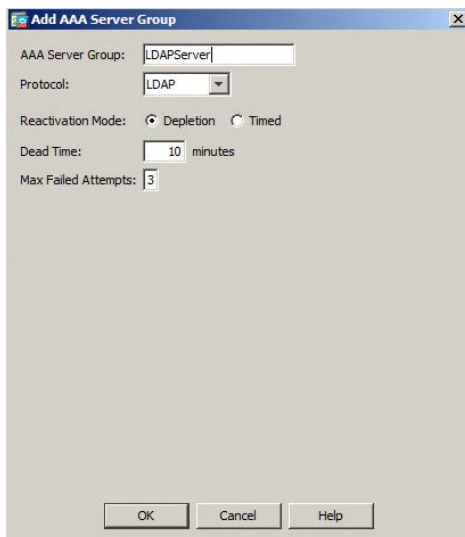 Add AAA Server Group
AAA Server Group: LDAPServer
Protocol: LDAP
Reactivation Mode: Depletion Timed
Dead Time: 10 minutes
Max Failed Attempts: 3
OK Cancel Help